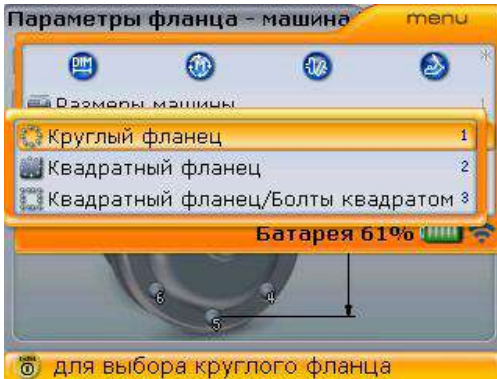 Параметры фланца - машина
menu
DIM
Размеры машины
Круглый фланец 1
Квадратный фланец 2
Квадратный фланец/Болты квадратом 3
Батарея 61%
6
4
5
для выбора круглого фланца